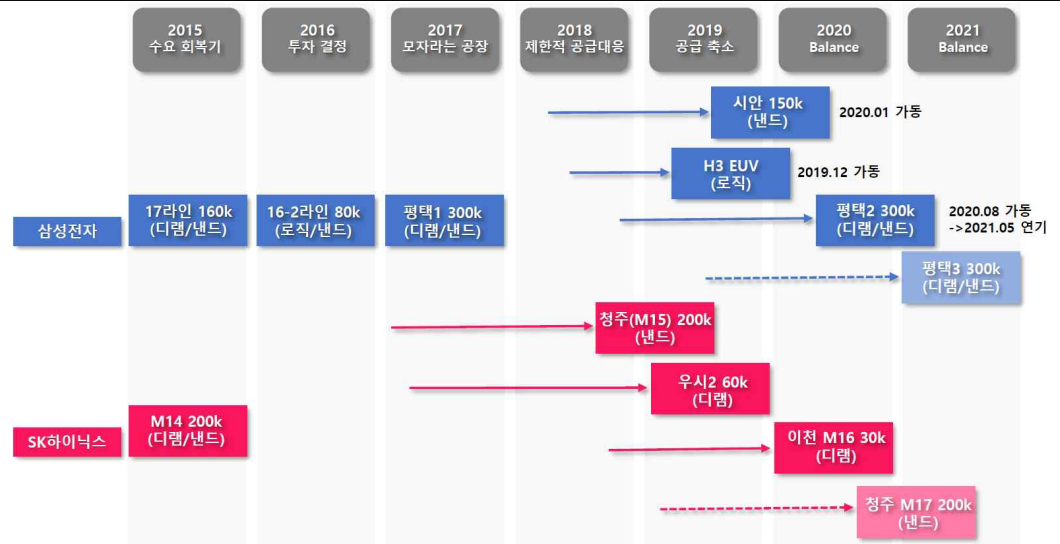 2015
수요 회복기
2016
투자 결정
2017
모자라는 공장
2018
제한적 공급대응
2019
공급 축소
2020
Balance
2021
Balance
시안 150k
(낸드)
2020.01 가동
H3 EUV
(로직)
2019.12 가동
삼성전자
17라인 160k
(디램/낸드)
16-2라인 80k
(로직/낸드)
평택1 300k
(디램/낸드)
평택2 300k
(디램/낸드)
2020.08 가동
->2021.05 연기
평택3 300k
(디램/낸드)
청주(M15) 200k
(낸드)
우시2 60k
(디램)
SK하이닉스
M14 200k
(디램/낸드)
이천 M16 30k
(디램)
청주 M17 200k
(낸드)